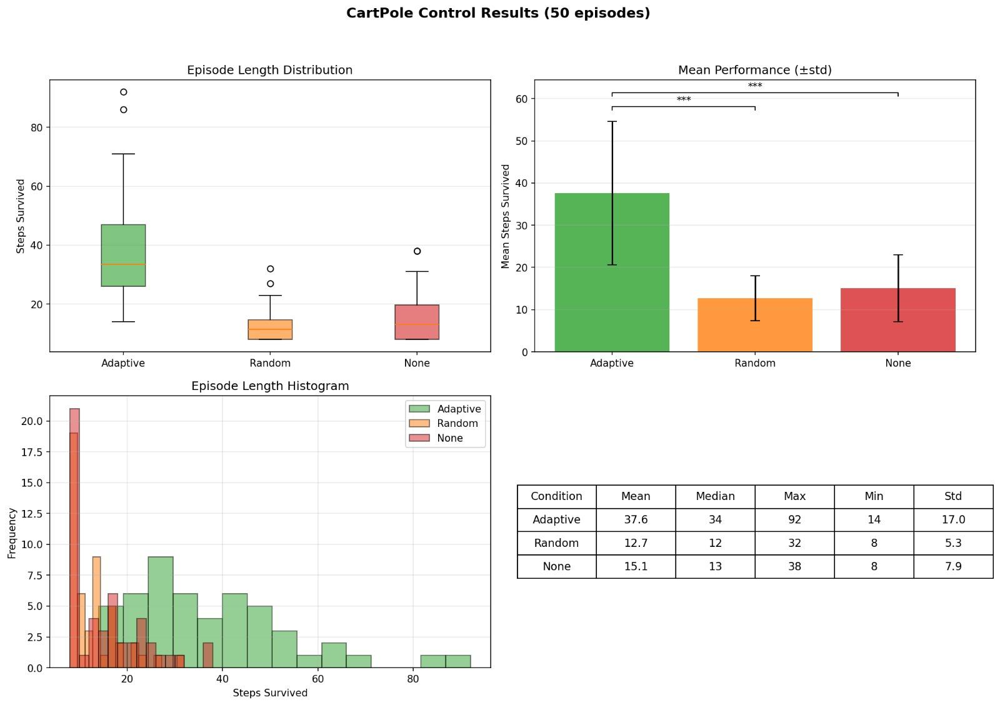 CartPole Control Results (50 episodes)
Episode Length Distribution
Steps Survived
80
60
40
20
Adaptive Random None
Mean Performance (±std)
***
***
Mean Steps Survived
60
50
40
30
20
10
0
Adaptive Random None
Episode Length Histogram
Adaptive
Random
None
Frequency
20.0
17.5
15.0
12.5
10.0
7.5
5.0
2.5
0.0
20 40 60 80
Steps Survived
Condition Mean Median Max Min Std
Adaptive 37.6 34 92 14 17.0
Random 12.7 12 32 8 5.3
None 15.1 13 38 8 7.9